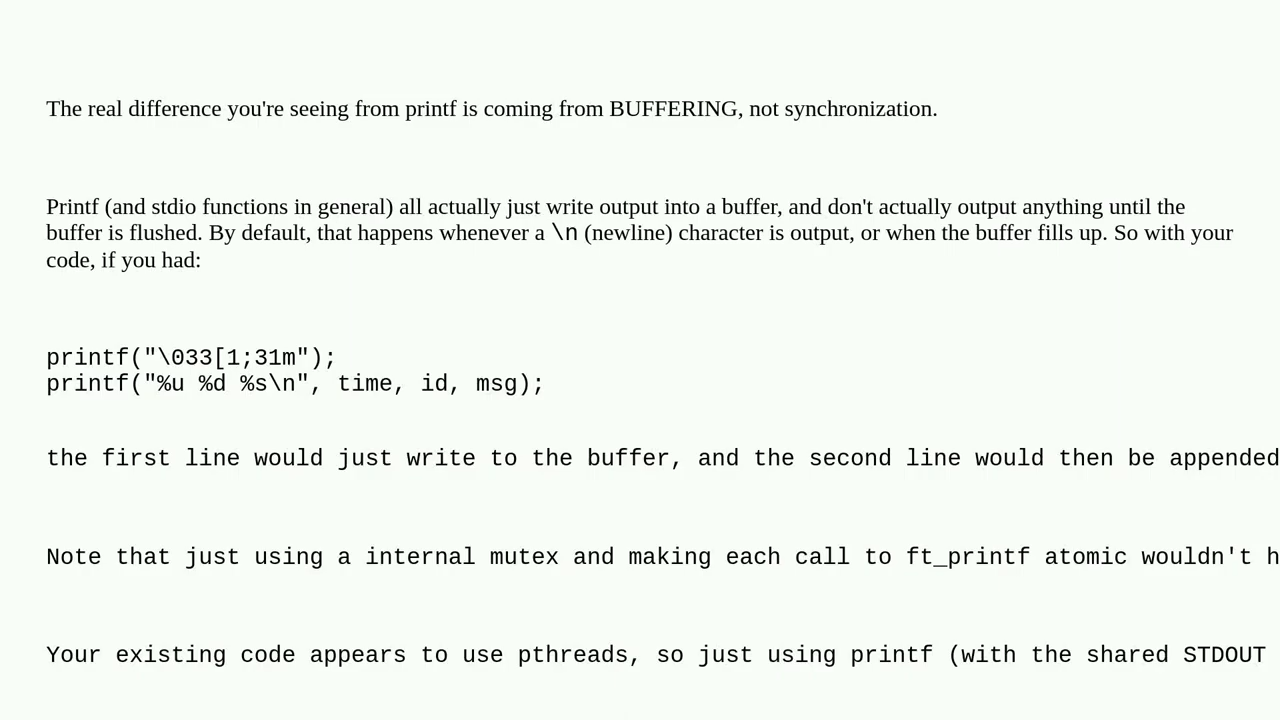 The real difference you're seeing from printf is coming from BUFFERING, not synchronization.
Printf (and stdio functions in general) all actually just write output into a buffer, and don't actually output anything until the
buffer is flushed. By default, that happens whenever a \n (newline) character is output, or when the buffer fills up. So with your
code, if you had:
printf("\033[1;31m");
printf("%u %d %s\n", time, id, msg);
the first line would just write to the buffer, and the second line would then be appended
Note that just using a internal mutex and making each call to ft_printf atomic wouldn't
Your existing code appears to use pthreads, so just using printf (with the shared STDOUT